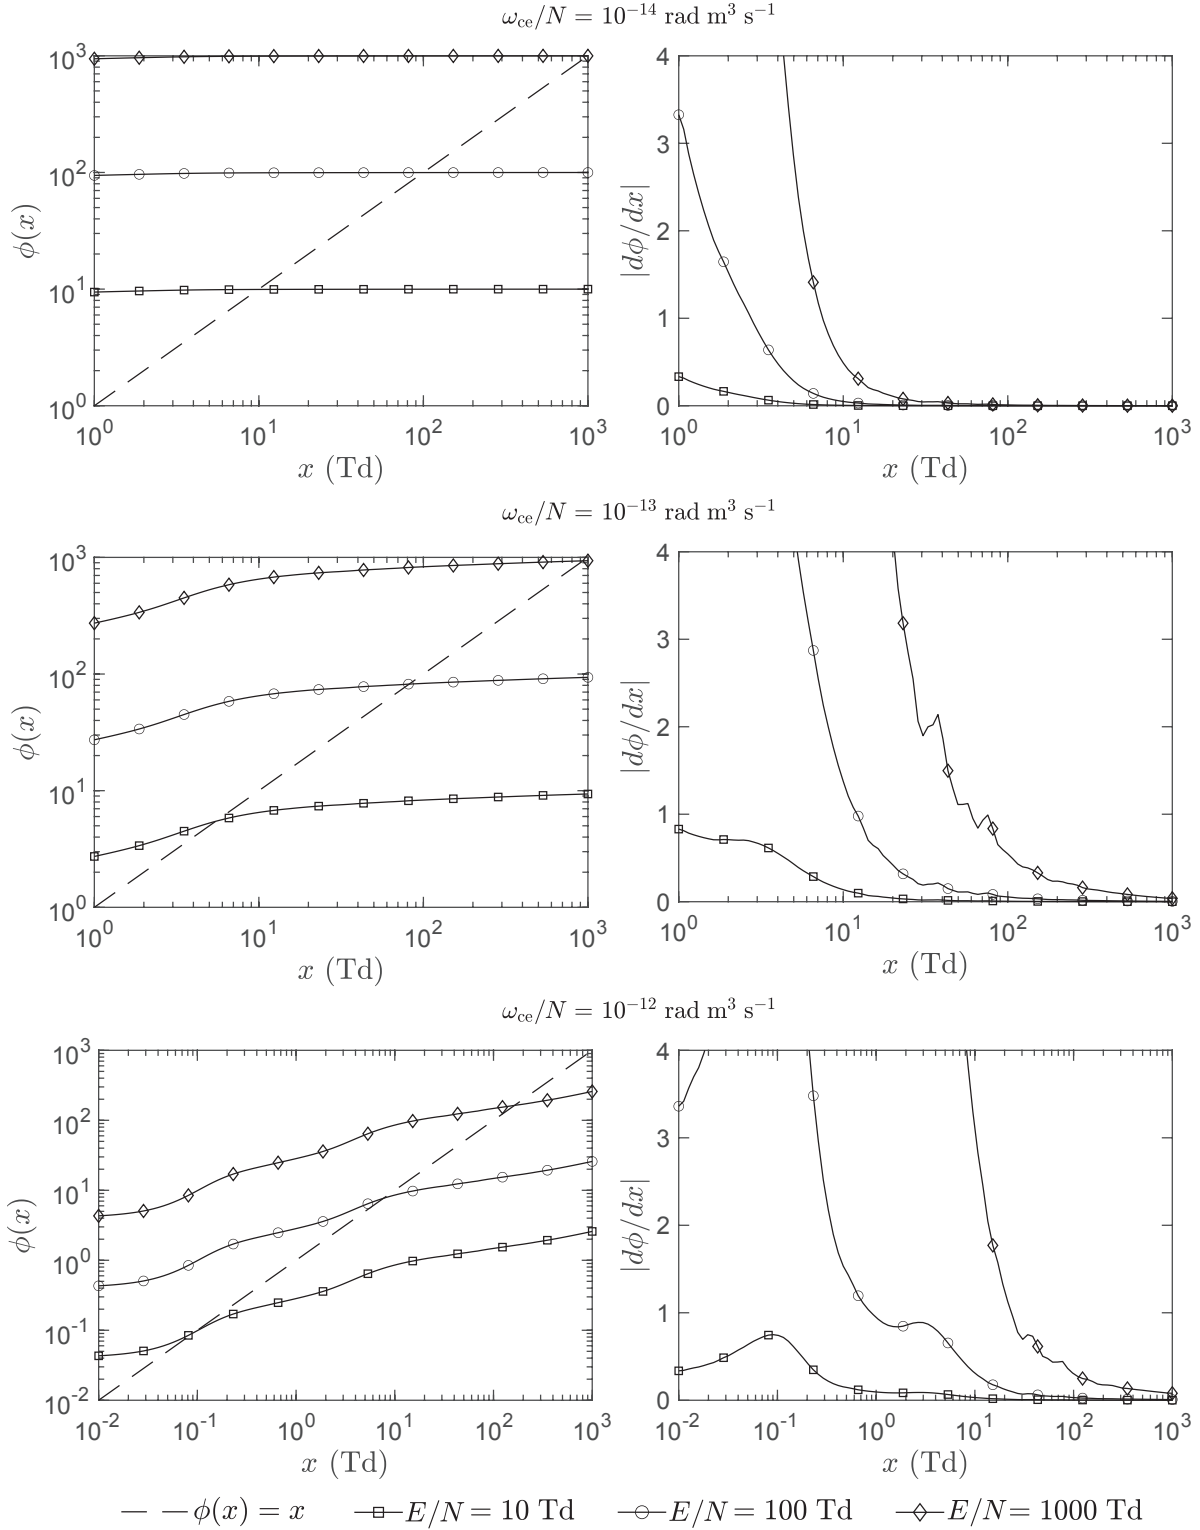 ω_ce/N = 10^−14 rad m^3 s^−1
10^3
10^2
10^1
10^0
ϕ(x)
10^0 10^1 10^2 10^3
x (Td)
4
3
2
1
0
|dϕ/dx|
10^0 10^1 10^2 10^3
x (Td)
ω_ce/N = 10^−13 rad m^3 s^−1
10^3
10^2
10^1
10^0
ϕ(x)
10^0 10^1 10^2 10^3
x (Td)
4
3
2
1
0
|dϕ/dx|
10^0 10^1 10^2 10^3
x (Td)
ω_ce/N = 10^−12 rad m^3 s^−1
10^3
10^2
10^1
10^0
10^-1
10^-2
ϕ(x)
10^-2 10^-1 10^0 10^1 10^2 10^3
x (Td)
4
3
2
1
0
|dϕ/dx|
10^-2 10^-1 10^0 10^1 10^2 10^3
x (Td)
ϕ(x) = x E/N = 10 Td E/N = 100 Td E/N = 1000 Td